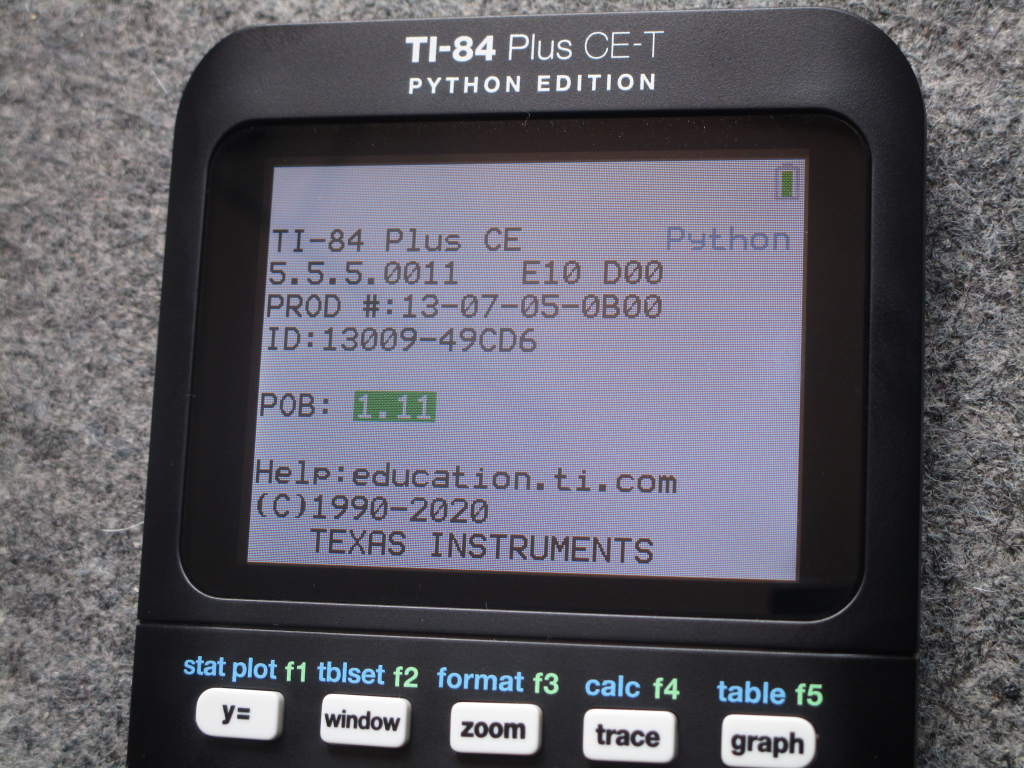 TI-84 Plus CE-T
PYTHON EDITION
TI-84 Plus CE Python
5.5.5.0011 E10 D00
PROD #:13-07-05-0B00
ID:13009-49CD6
POB: 1.11
Help:education.ti.com
(C)1990-2020
TEXAS INSTRUMENTS
stat plot f1 tblset f2 format f3 calc f4 table f5
y= window zoom trace graph